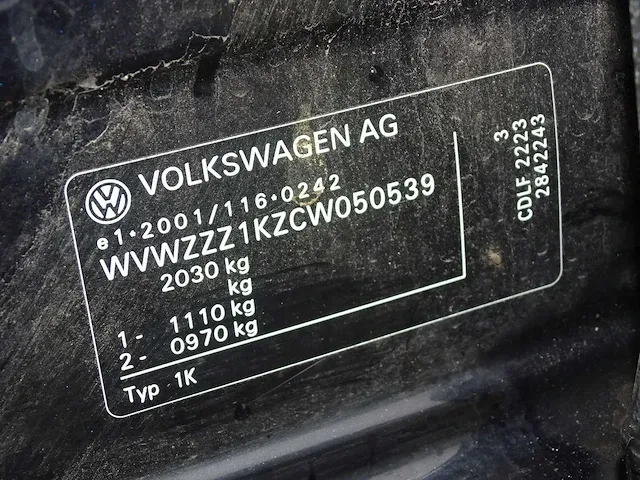 VOLKSWAGEN AG
e1·2001/116·0242
WVWZZZ1KZCW050539
2030 kg
kg
1- 1110 kg
2- 0970 kg
Typ 1K
3
CDLF 2223
2842243